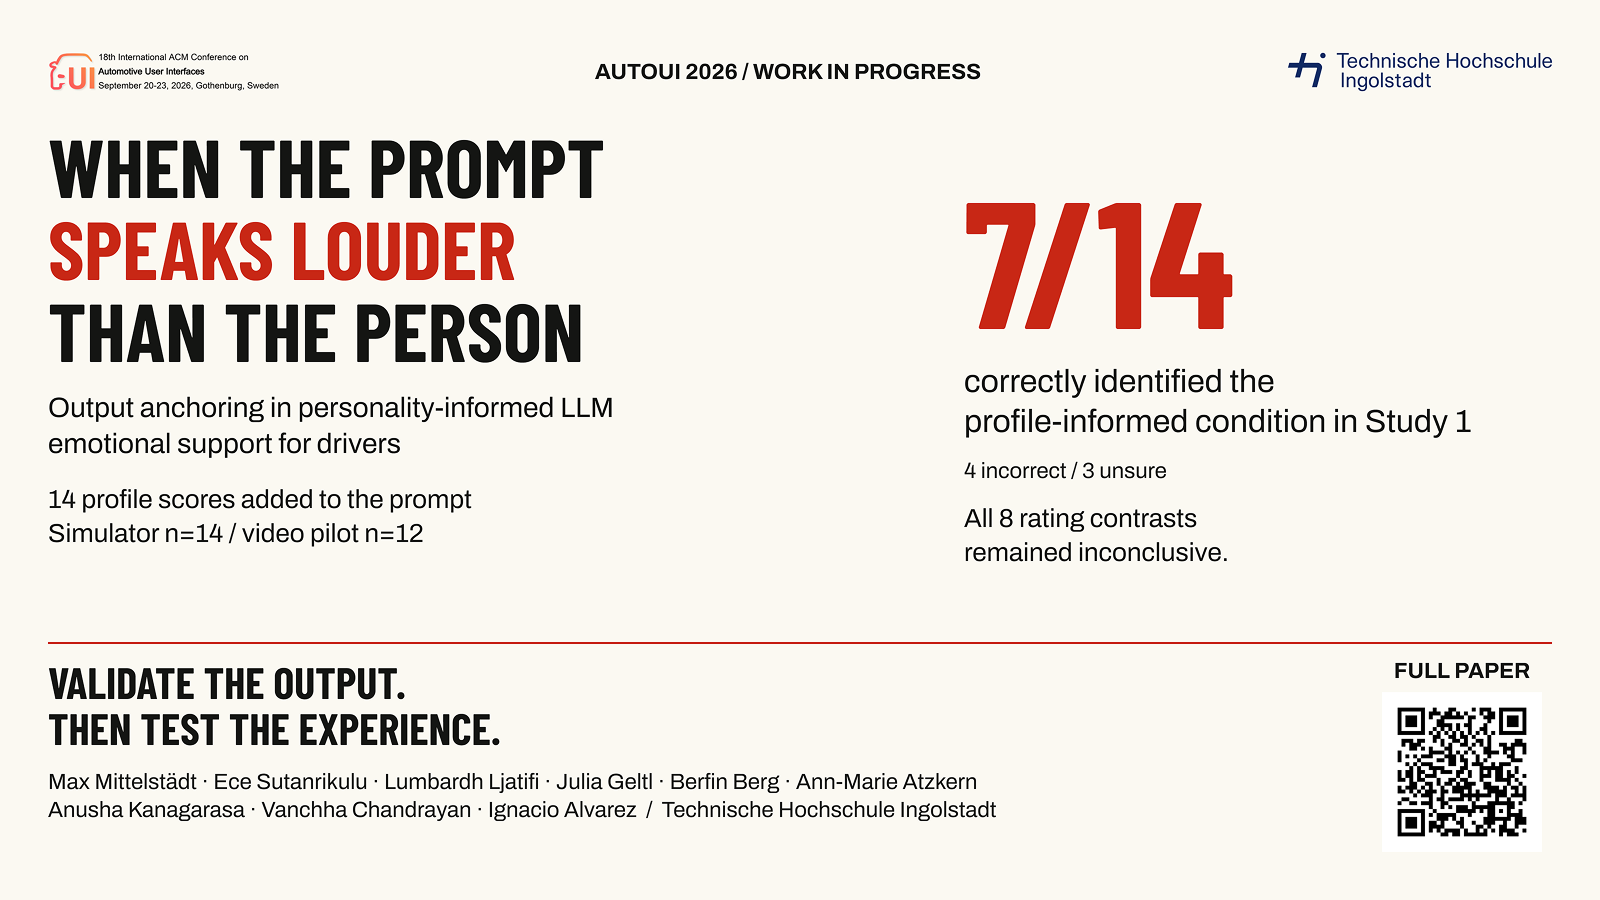 18th International ACM Conference on
Automotive User Interfaces
September 20-23, 2026, Gothenburg, Sweden
UI
AUTOUI 2026 / WORK IN PROGRESS
Technische Hochschule
Ingolstadt
WHEN THE PROMPT
SPEAKS LOUDER
THAN THE PERSON
Output anchoring in personality-informed LLM
emotional support for drivers
14 profile scores added to the prompt
Simulator n=14 / video pilot n=12
7/14
correctly identified the
profile-informed condition in Study 1
4 incorrect / 3 unsure
All 8 rating contrasts
remained inconclusive.
VALIDATE THE OUTPUT.
THEN TEST THE EXPERIENCE.
Max Mittelstädt · Ece Sutanrikulu · Lumbardh Ljatifi · Julia Geltl · Berfin Berg · Ann-Marie Atzkern
Anusha Kanagarasa · Vanchha Chandrayan · Ignacio Alvarez / Technische Hochschule Ingolstadt
FULL PAPER